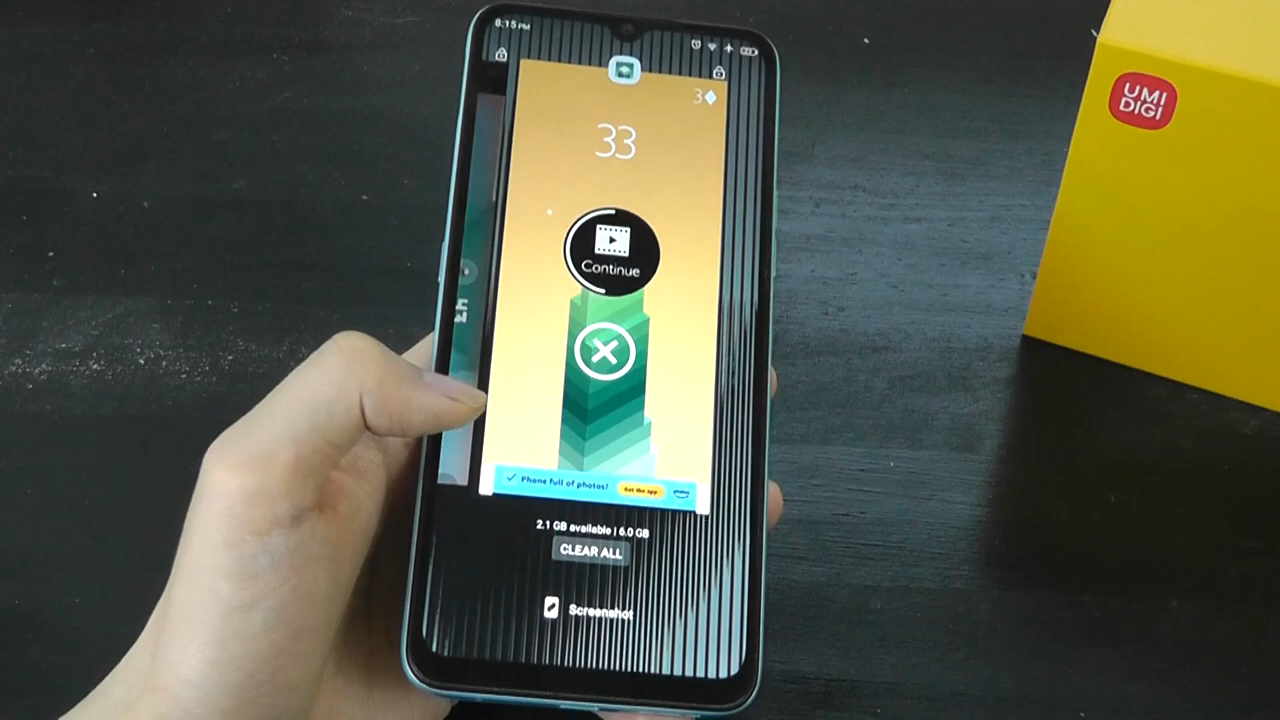 8:15 PM
3
33
Continue
Phone full of photos?
Get the app
photos
2.1 GB available | 6.0 GB
CLEAR ALL
Screenshot
UMI
DIGI